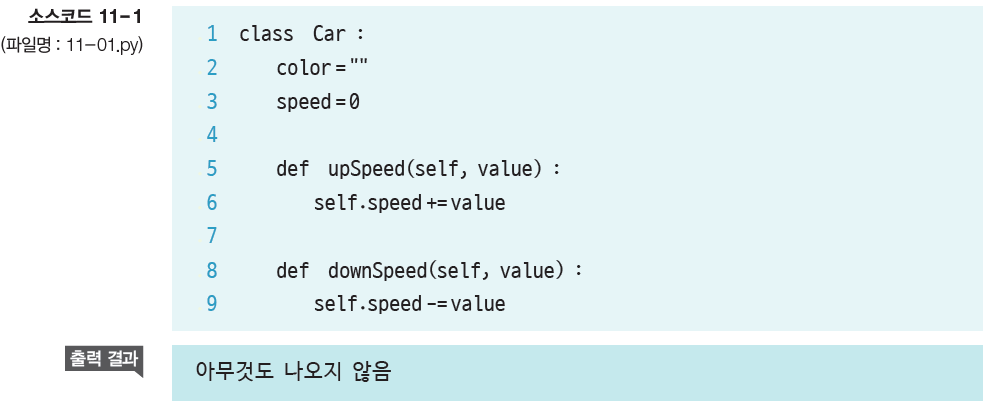 소스코드 11-1
(파일명 : 11-01.py)
1 class Car :
2 color = ""
3 speed = 0
4
5 def upSpeed(self, value) :
6 self.speed += value
7
8 def downSpeed(self, value) :
9 self.speed -= value
출력 결과
아무것도 나오지 않음